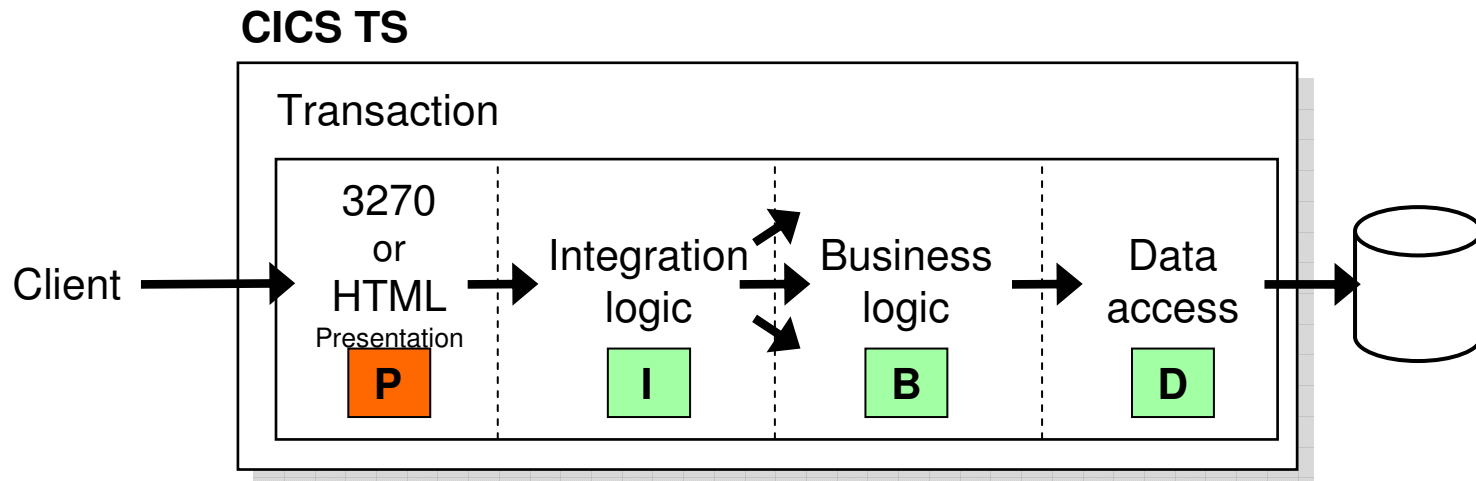 CICS TS
Transaction
Client
3270
or
HTML
Presentation
P
Integration
logic
I
Business
logic
B
Data
access
D